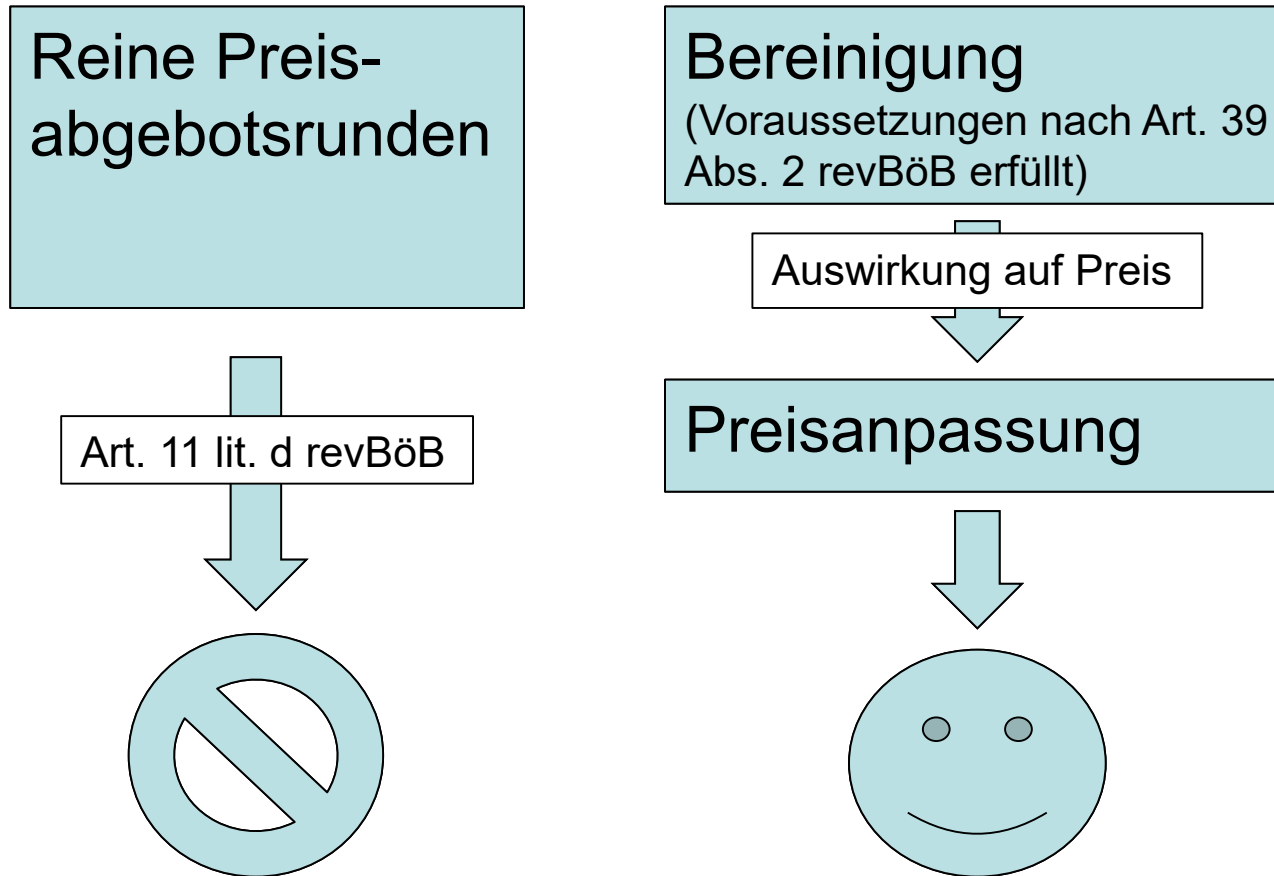 Reine Preis-
abgebotsrunden
Art. 11 lit. d revBöB
Bereinigung
(Voraussetzungen nach Art. 39
Abs. 2 revBöB erfüllt)
Auswirkung auf Preis
Preisanpassung